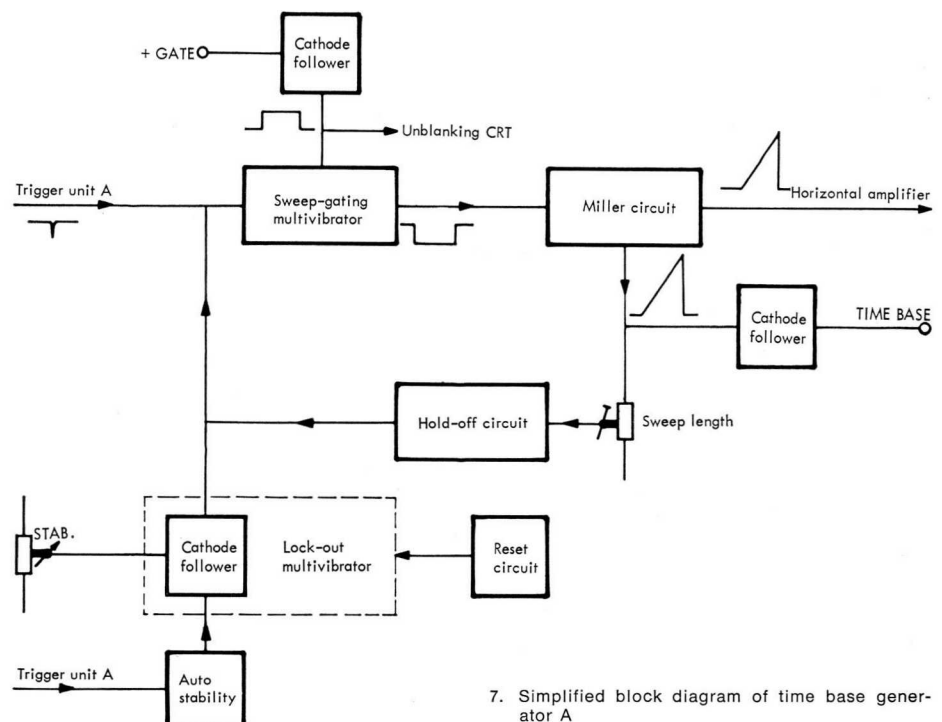 + GATE
Cathode
follower
Unblanking CRT
Trigger unit A
Sweep-gating
multivibrator
Miller circuit
Horizontal amplifier
Cathode
follower
TIME BASE
Hold-off circuit
Sweep length
STAB.
Cathode
follower
Lock-out
multivibrator
Reset
circuit
Trigger unit A
Auto
stability
7. Simplified block diagram of time base gener-
ator A